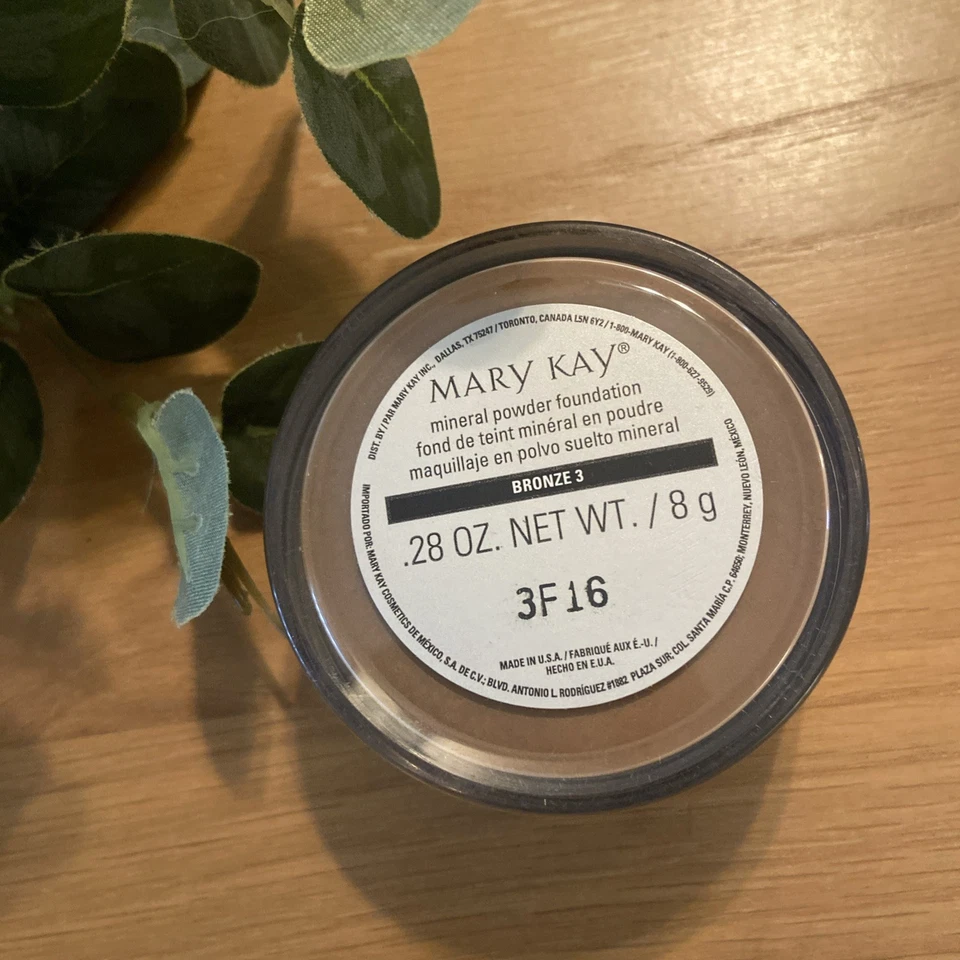 DIST. BY / PAR MARY KAY INC., DALLAS, TX 75247 / TORONTO, CANADA L5N 6Y2 / 1-800-MARY KAY (1-800-627-9529)
MARY KAY®
mineral powder foundation
fond de teint minéral en poudre
maquillaje en polvo suelto mineral
BRONZE 3
.28 OZ. NET WT. / 8 g
3F16
MADE IN U.S.A. / FABRIQUÉ AUX É.-U. /
HECHO EN E.U.A.
IMPORTADO POR: MARY KAY COSMETICS DE MÉXICO, S.A. DE C.V.; BLVD. ANTONIO L. RODRÍGUEZ #1882 PLAZA SUR; COL. SANTA MARÍA C.P. 64650; MONTERREY, NUEVO LEÓN, MÉXICO